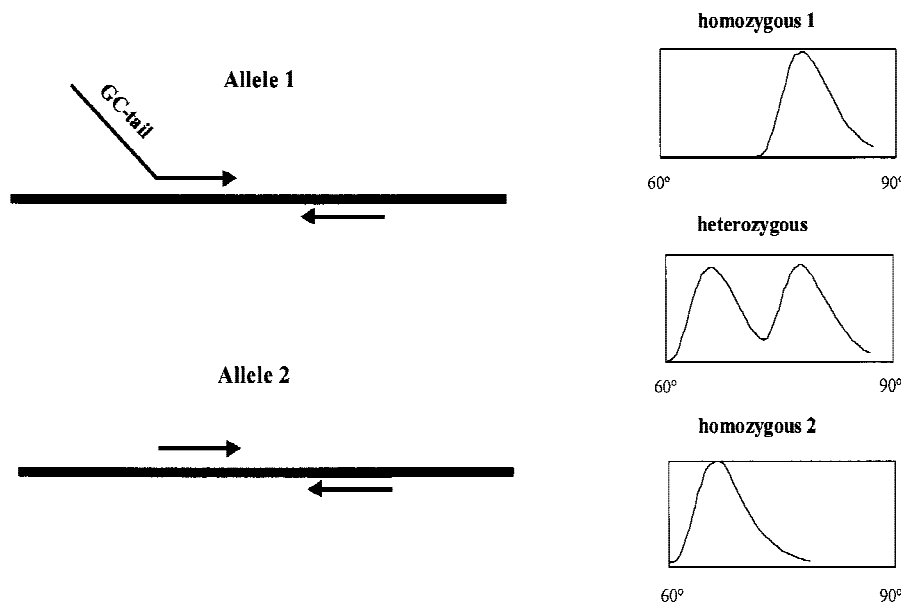 Allele 1
GC-tail
Allele 2
homozygous 1
60° 90°
heterozygous
60° 90°
homozygous 2
60° 90°